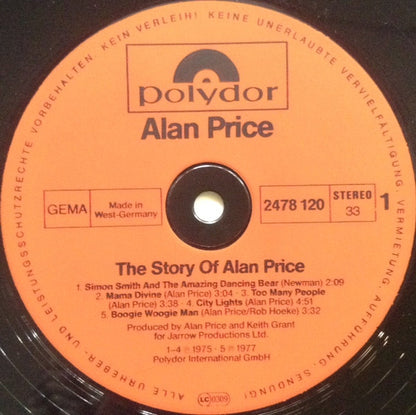 ALLE URHEBER- UND LEISTUNGSSCHUTZRECHTE VORBEHALTEN · KEIN VERLEIH! KEINE UNERLAUBTE VERVIELFÄLTIGUNG, VERMIETUNG, AUFFÜHRUNG, SENDUNG!
polydor
Alan Price
GEMA
Made in
West-Germany
2478 120
STEREO
33
1
The Story Of Alan Price
1. Simon Smith And The Amazing Dancing Bear (Newman) 2:09
2. Mama Divine (Alan Price) 3:04 · 3. Too Many People
(Alan Price) 3:38 · 4. City Lights (Alan Price) 4:51
5. Boogie Woogie Man (Alan Price/Rob Hoeke) 3:32
Produced by Alan Price and Keith Grant
for Jarrow Productions Ltd.
1–4 ℗ 1975 · 5 ℗ 1977
Polydor International GmbH
LC 0309